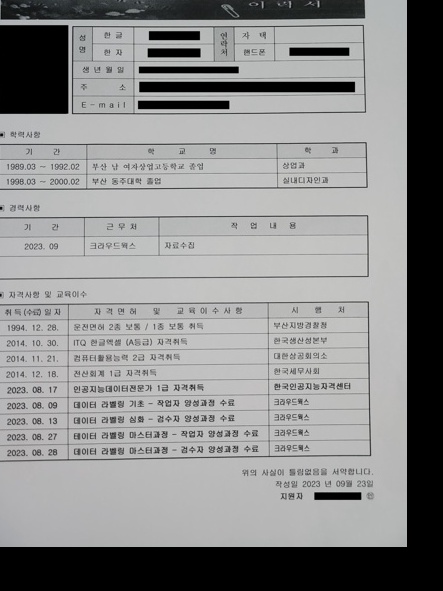 이 력 서
성명 한 글 연락처 자 택
한 자 핸드폰
생 년 월 일
주 소
E - m a i l
▣ 학력사항
기 간 학 교 명 학 과
1989.03 ~ 1992.02 부산 남 여자상업고등학교 졸업 상업과
1998.03 ~ 2000.02 부산 동주대학 졸업 실내디자인과
▣ 경력사항
기 간 근 무 처 작 업 내 용
2023. 09 크라우드웍스 자료수집
▣ 자격사항 및 교육이수
취 득 (수료) 일 자 자 격 면 허 및 교 육 이 수 사 항 시 행 처
1994. 12. 28. 운전면허 2종 보통 / 1종 보통 취득 부산지방경찰청
2014. 10. 30. ITQ 한글엑셀 (A등급) 자격취득 한국생산성본부
2014. 11. 21. 컴퓨터활용능력 2급 자격취득 대한상공회의소
2014. 12. 18. 전산회계 1급 자격취득 한국세무사회
2023. 08. 17 인공지능데이터전문가 1급 자격취득 한국인공지능자격센터
2023. 08. 09 데이터 라벨링 기초 - 작업자 양성과정 수료 크라우드웍스
2023. 08. 13 데이터 라벨링 심화 - 검수자 양성과정 수료 크라우드웍스
2023. 08. 27 테이터 라벨링 마스터과정 - 작업자 양성과정 수료 크라우드웍스
2023. 08. 28 데이터 라벨링 마스터과정 - 검수자 양성과정 수료 크라우드웍스
위의 사실이 틀림없음을 서약합니다.
작성일 2023 년 09월 23일
지원자 ㊞